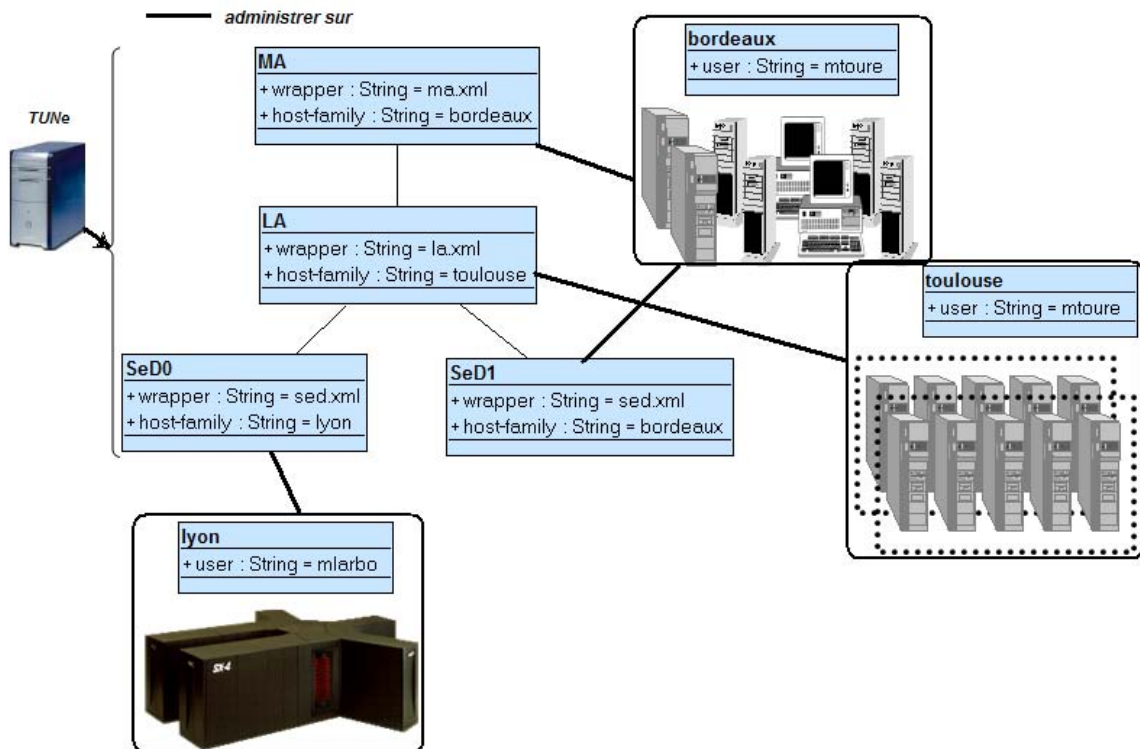 administrer sur
TUNe
MA
+ wrapper : String = ma.xml
+ host-family : String = bordeaux
bordeaux
+ user : String = mtoure
LA
+ wrapper : String = la.xml
+ host-family : String = toulouse
toulouse
+ user : String = mtoure
SeD0
+ wrapper : String = sed.xml
+ host-family : String = lyon
SeD1
+ wrapper : String = sed.xml
+ host-family : String = bordeaux
lyon
+ user : String = mlarbo
SX-4